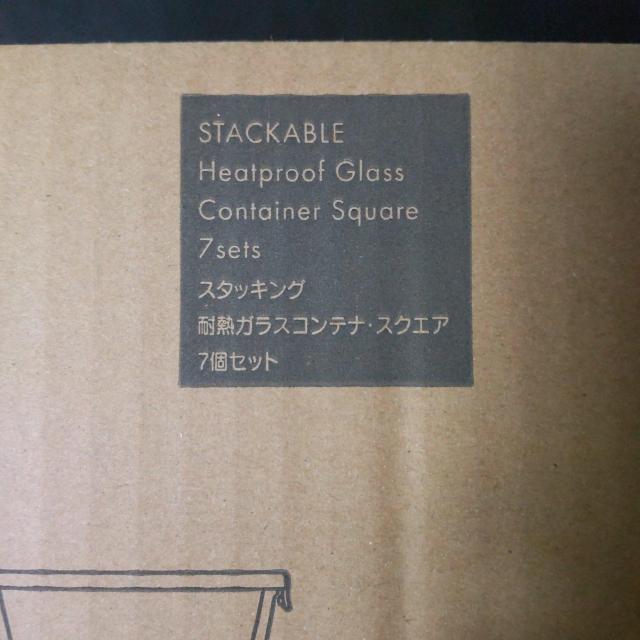 STACKABLE
Heatproof Glass
Container Square
7sets
スタッキング
耐熱ガラスコンテナ・スクエア
7個セット